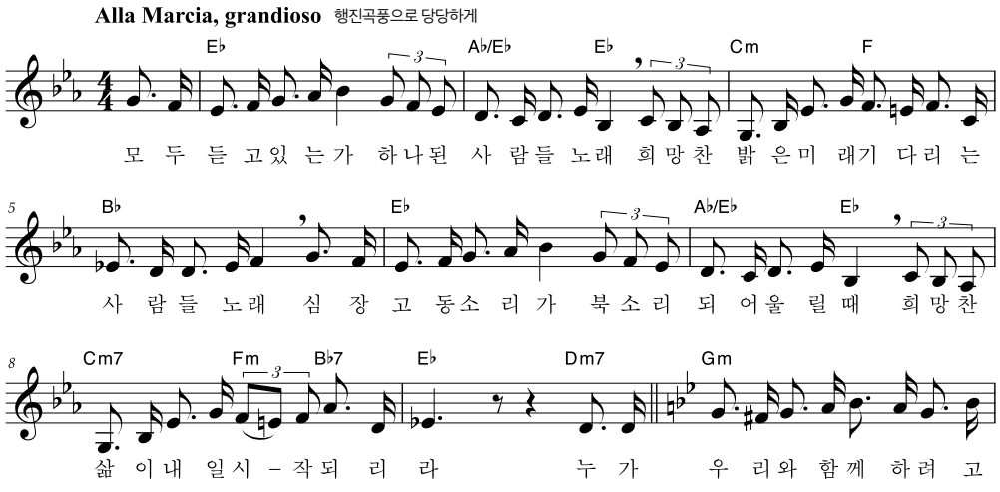 Alla Marcia, grandioso 행진곡풍으로 당당하게
E♭ A♭/E♭ E♭ Cm F
3 3
모 두 듣 고 있 는 가 하 나 된 사 람 들 노 래 희 망 찬 밝 은 미 래 기 다 리 는
5 B♭ E♭ A♭/E♭ E♭
3 3
사 람 들 노 래 심 장 고 동 소 리 가 북 소 리 되 어 울 릴 때 희 망 찬
8 Cm7 Fm B♭7 E♭ Dm7 Gm
3
삶 이 내 일 시 – 작 되 리 라 누 가 우 리 와 함 께 하 려 고